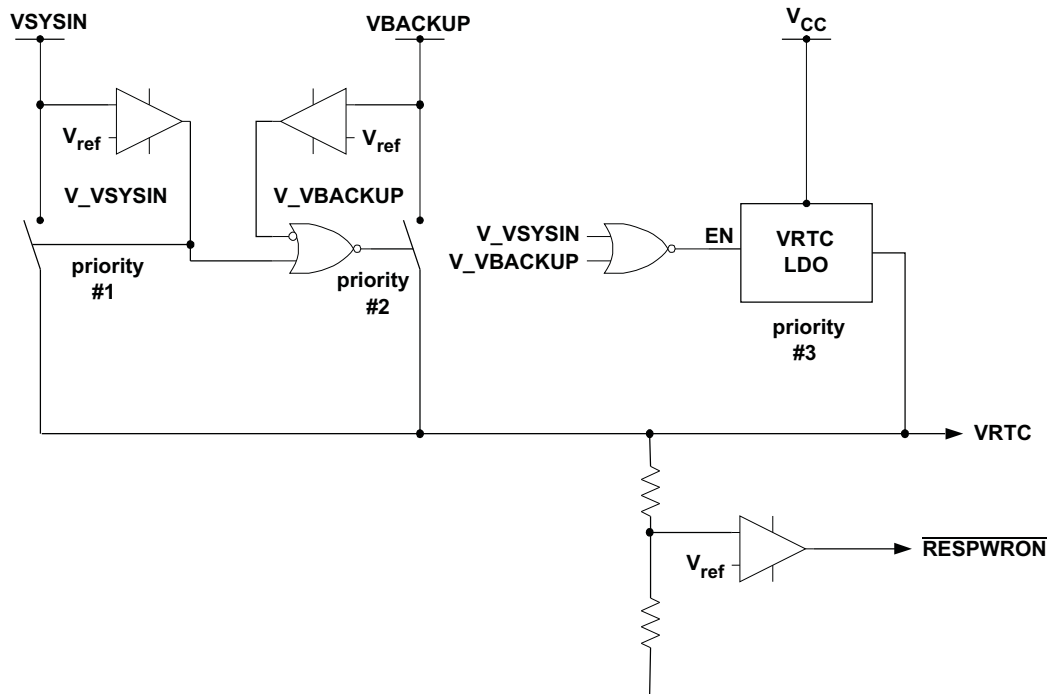 VSYSIN
VBACKUP
VCC
Vref
Vref
V_VSYSIN
V_VBACKUP
priority
#1
priority
#2
V_VSYSIN
V_VBACKUP
EN
VRTC
LDO
priority
#3
VRTC
Vref
RESPWRON